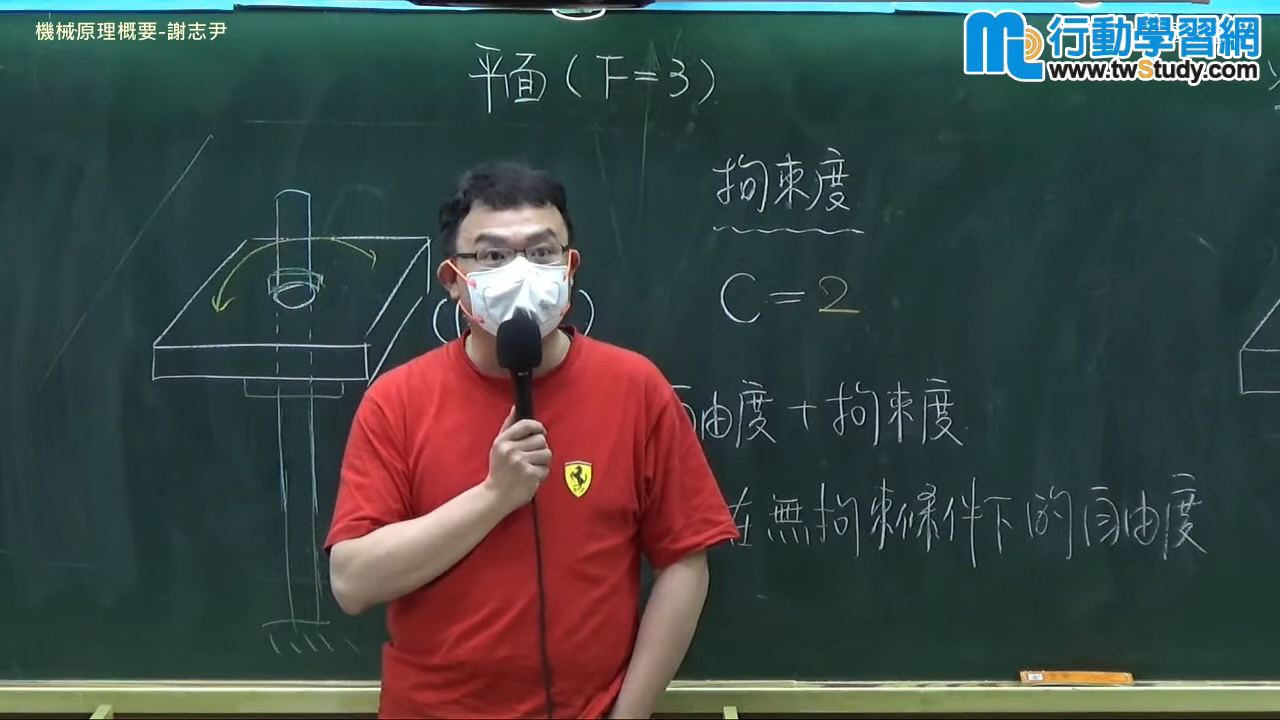 機械原理概要-謝志尹
行動學習網
www.twStudy.com
平面(F=3)
拘束度
C=2
由度+拘束度
在無拘束條件下的自由度